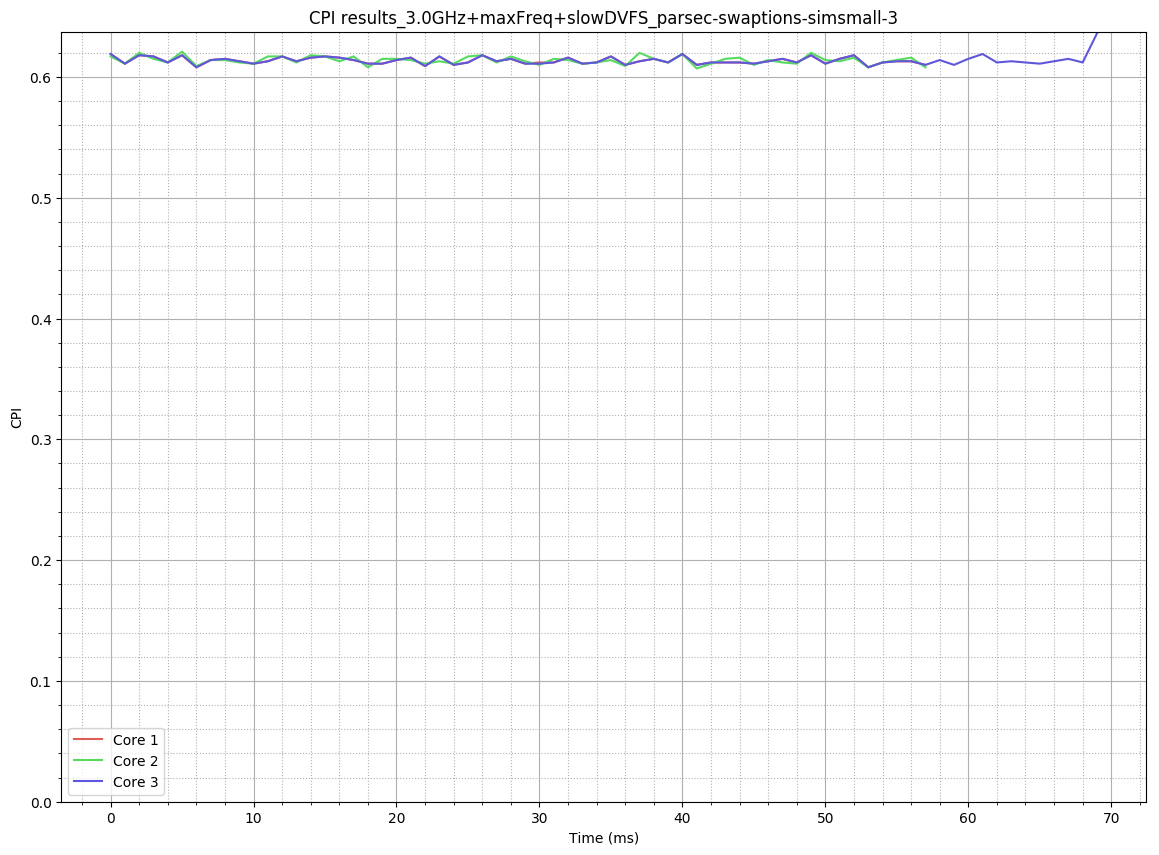 CPI results_3.0GHz+maxFreq+slowDVFS_parsec-swaptions-simsmall-3
CPI
0.6
0.5
0.4
0.3
0.2
0.1
0.0
Core 1
Core 2
Core 3
0 10 20 30 40 50 60 70
Time (ms)